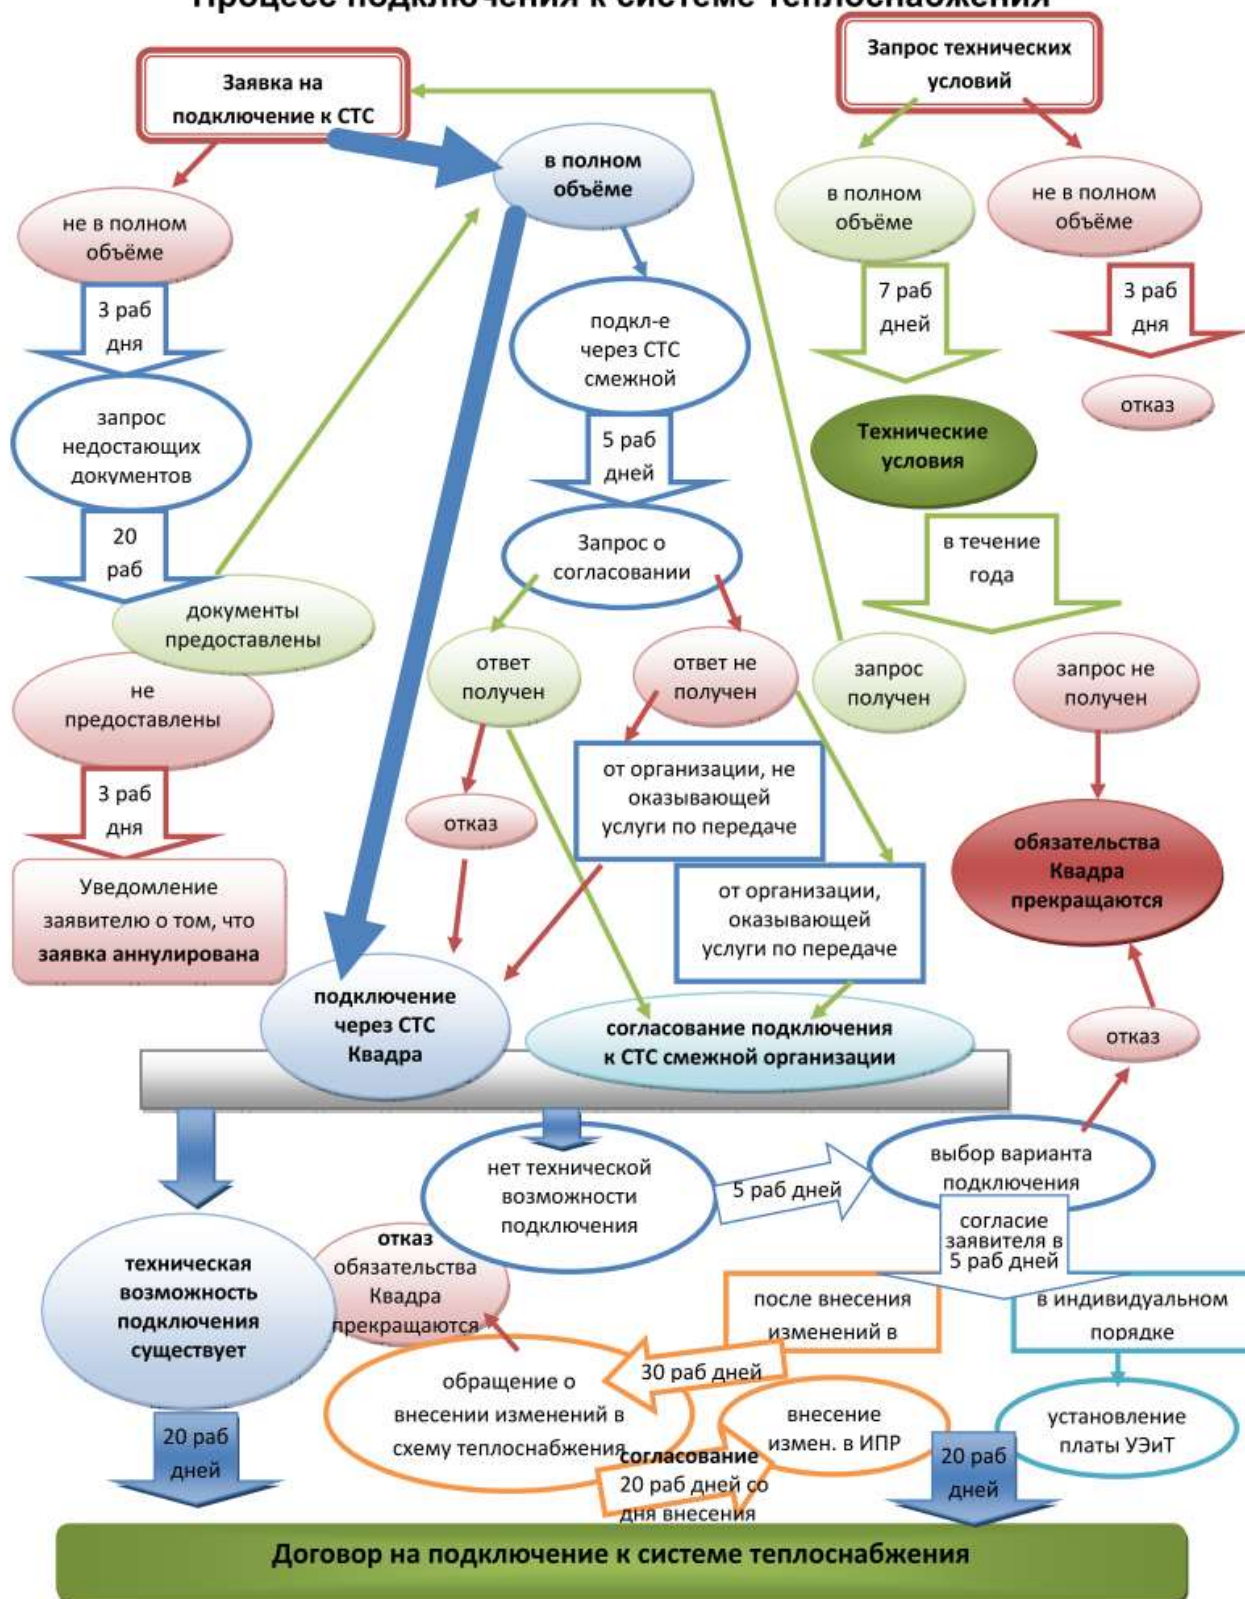 Процесс подключения к системе теплоснабжения
Заявка на
подключение к СТС
Запрос технических
условий
в полном
объёме
в полном
объёме
не в полном
объёме
не в полном
объёме
3 раб
дня
7 раб
дней
3 раб
дня
подкл-е
через СТС
смежной
отказ
запрос
недостающих
документов
Технические
условия
5 раб
дней
20
раб
Запрос о
согласовании
в течение
года
документы
предоставлены
ответ
получен
ответ не
получен
запрос
получен
запрос не
получен
не
предоставлены
от организации, не
оказывающей
услуги по передаче
3 раб
дня
отказ
обязательства
Квадра
прекращаются
Уведомление
заявителю о том, что
заявка аннулирована
от организации,
оказывающей
услуги по передаче
подключение
через СТС
Квадра
согласование подключения
к СТС смежной организации
отказ
нет технической
возможности
подключения
5 раб дней
выбор варианта
подключения
согласие
заявителя в
5 раб дней
техническая
возможность
подключения
существует
отказ
обязательства
Квадра
прекращаются
после внесения
изменений в
в индивидуальном
порядке
30 раб дней
обращение о
внесении изменений в
схему теплоснабжения
внесение
измен. в ИПР
установление
платы УЭиТ
20 раб
дней
согласование
20 раб дней со
дня внесения
20 раб
дней
Договор на подключение к системе теплоснабжения